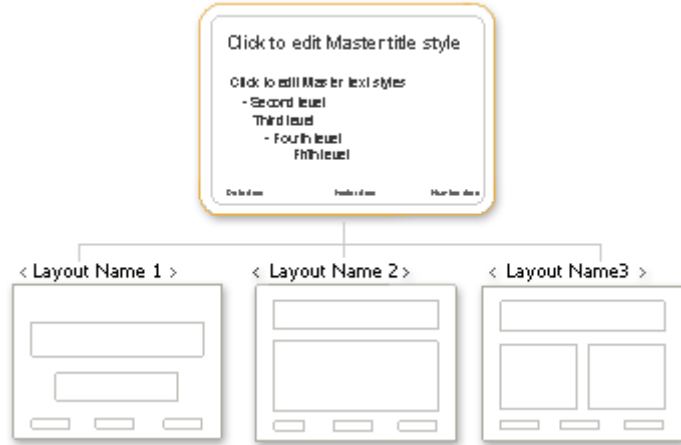 Click to edit Master title style
Click to edit Master text styles
- Second level
Third level
- Fourth level
Fifth level
< Layout Name 1 >
< Layout Name 2 >
< Layout Name3 >